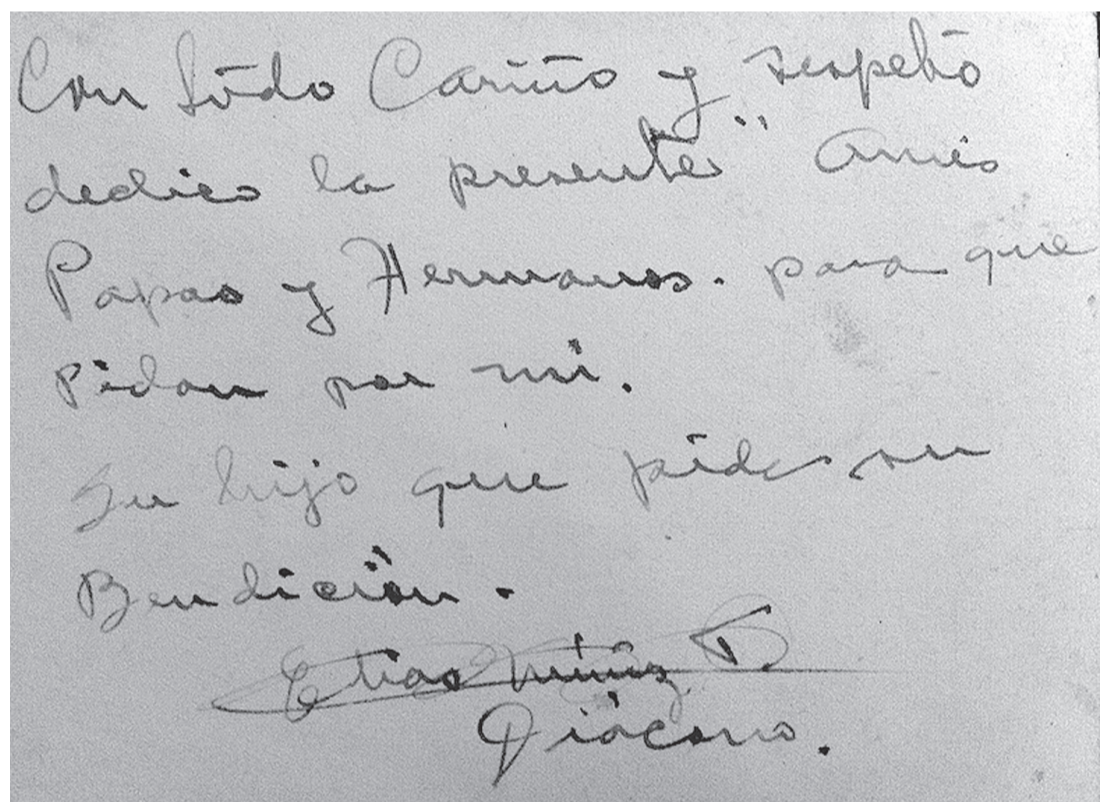 Con todo Cariño y respeto
dedico la presente" Amis
Papas y Hermanos. para que
Pidan por mi.
Su hijo que pide su
Bendición.
Muñoz
Diácono.